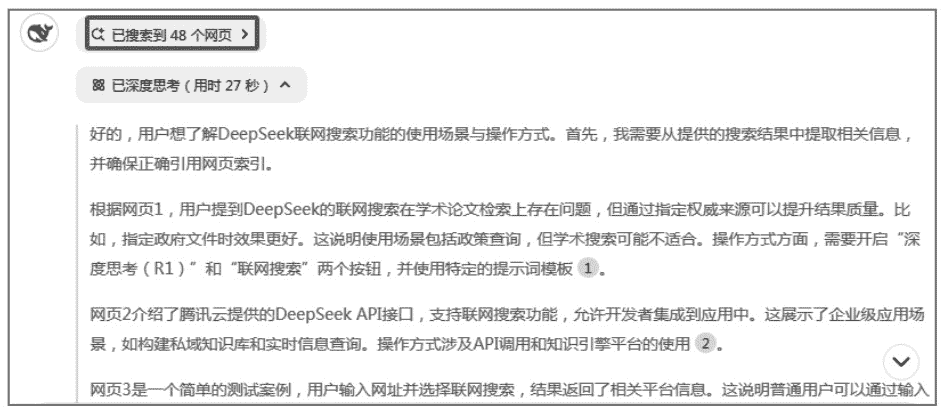 已搜索到 48 个网页 >
已深度思考（用时 27 秒）
好的，用户想了解DeepSeek联网搜索功能的使用场景与操作方式。首先，我需要从提供的搜索结果中提取相关信息，
并确保正确引用网页索引。
根据网页1，用户提到DeepSeek的联网搜索在学术论文检索上存在问题，但通过指定权威来源可以提升结果质量。比
如，指定政府文件时效果更好。这说明使用场景包括政策查询，但学术搜索可能不适合。操作方式方面，需要开启“深
度思考（R1）”和“联网搜索”两个按钮，并使用特定的提示词模板 1 。
网页2介绍了腾讯云提供的DeepSeek API接口，支持联网搜索功能，允许开发者集成到应用中。这展示了企业级应用场
景，如构建私域知识库和实时信息查询。操作方式涉及API调用和知识引擎平台的使用 2 。
网页3是一个简单的测试案例，用户输入网址并选择联网搜索，结果返回了相关平台信息。这说明普通用户可以通过输入